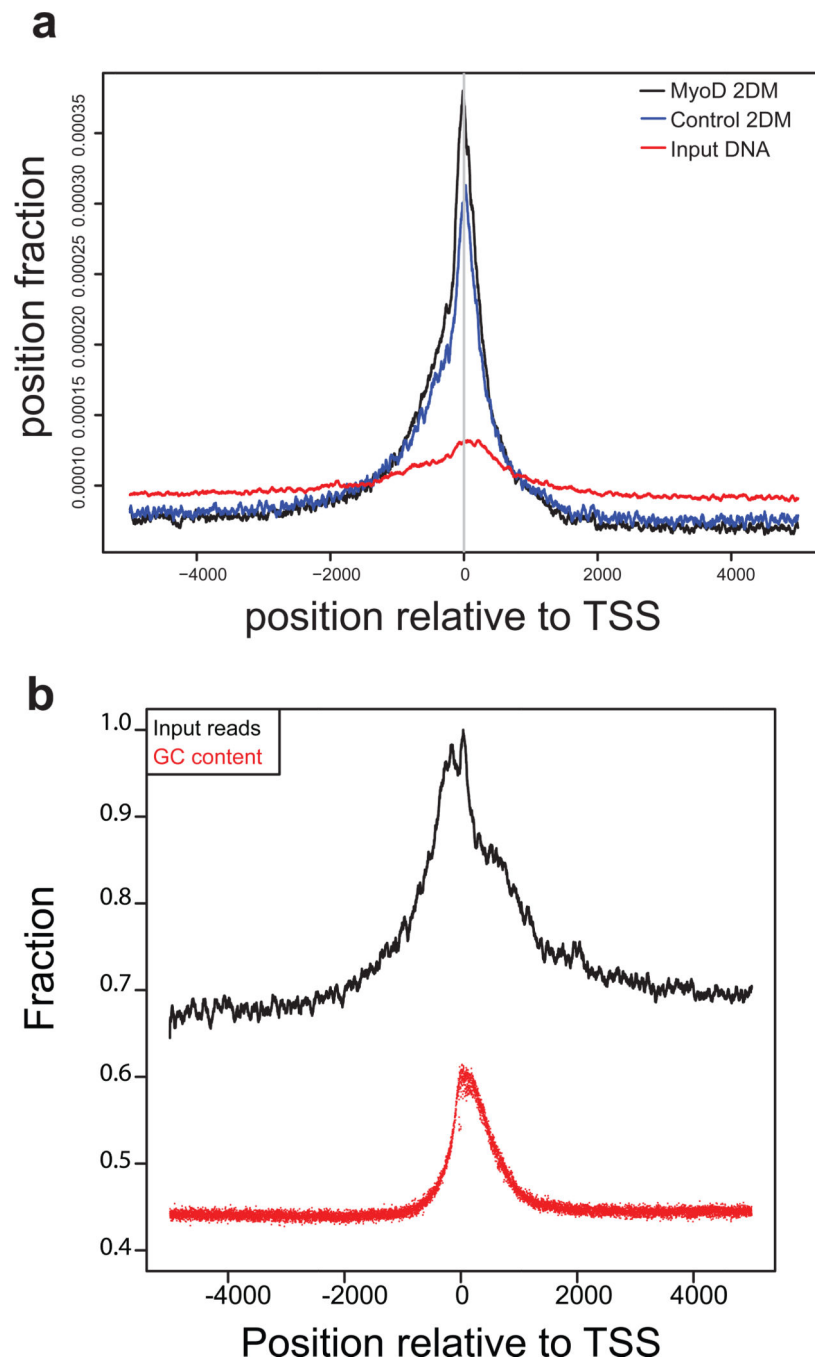 a
MyoD 2DM
Control 2DM
Input DNA
position fraction
0.00035
0.00030
0.00025
0.00020
0.00015
0.00010
−4000 −2000 0 2000 4000
position relative to TSS
b
Input reads
GC content
Fraction
1.0
0.9
0.8
0.7
0.6
0.5
0.4
-4000 -2000 0 2000 4000
Position relative to TSS